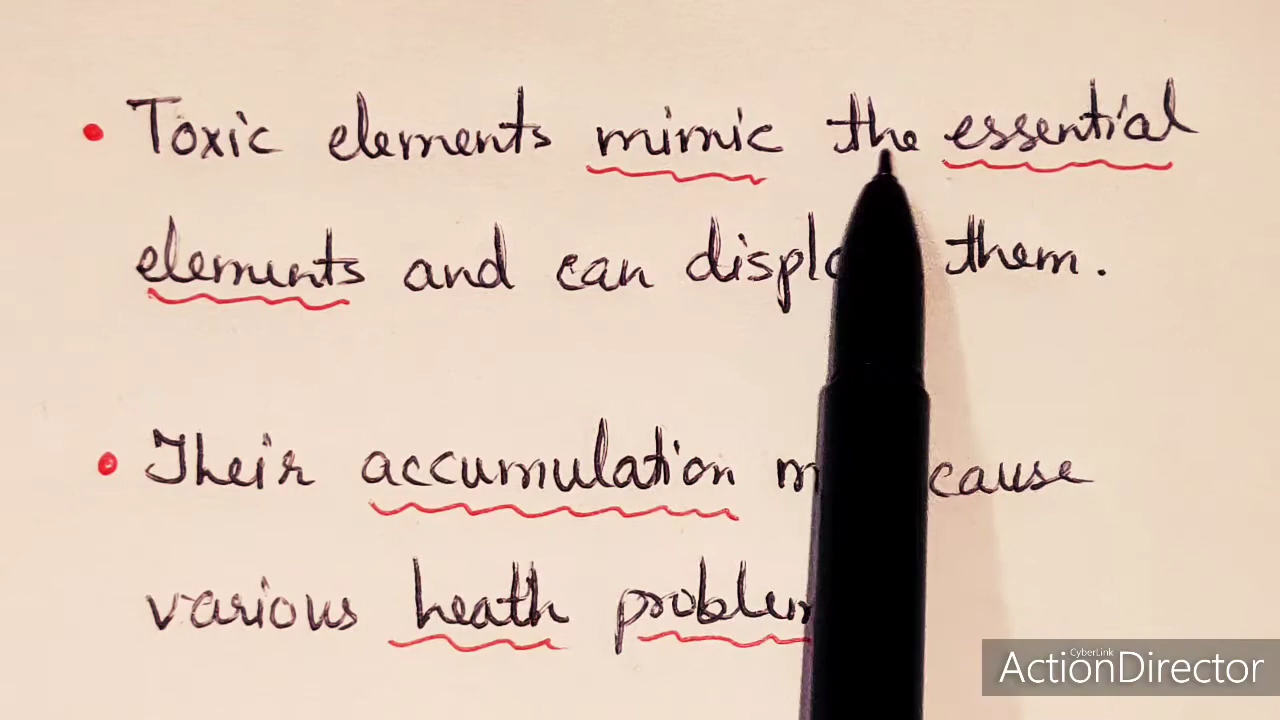 • Toxic elements mimic the essential
elements and can them.
• Their accumulation cause
various heath
CyberLink
ActionDirector